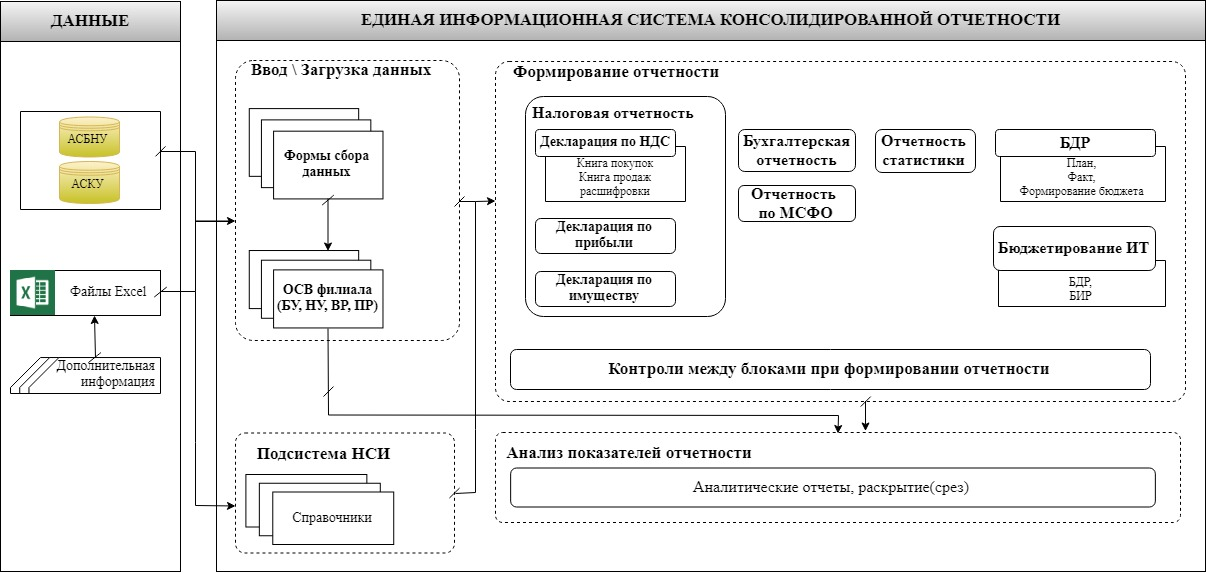 ДАННЫЕ
ЕДИНАЯ ИНФОРМАЦИОННАЯ СИСТЕМА КОНСОЛИДИРОВАННОЙ ОТЧЕТНОСТИ
АСБНУ
АСКУ
Файлы Excel
Дополнительная
информация
Ввод \ Загрузка данных
Формы сбора
данных
ОСВ филиала
(БУ, НУ, ВР, ПР)
Подсистема НСИ
Справочники
Формирование отчетности
Налоговая отчетность
Декларация по НДС
Книга покупок
Книга продаж
расшифровки
Декларация по
прибыли
Декларация по
имуществу
Бухгалтерская
отчетность
Отчетность
по МСФО
Отчетность
статистики
БДР
План,
Факт,
Формирование бюджета
Бюджетирование ИТ
БДР,
БИР
Контроли между блоками при формировании отчетности
Анализ показателей отчетности
Аналитические отчеты, раскрытие(срез)